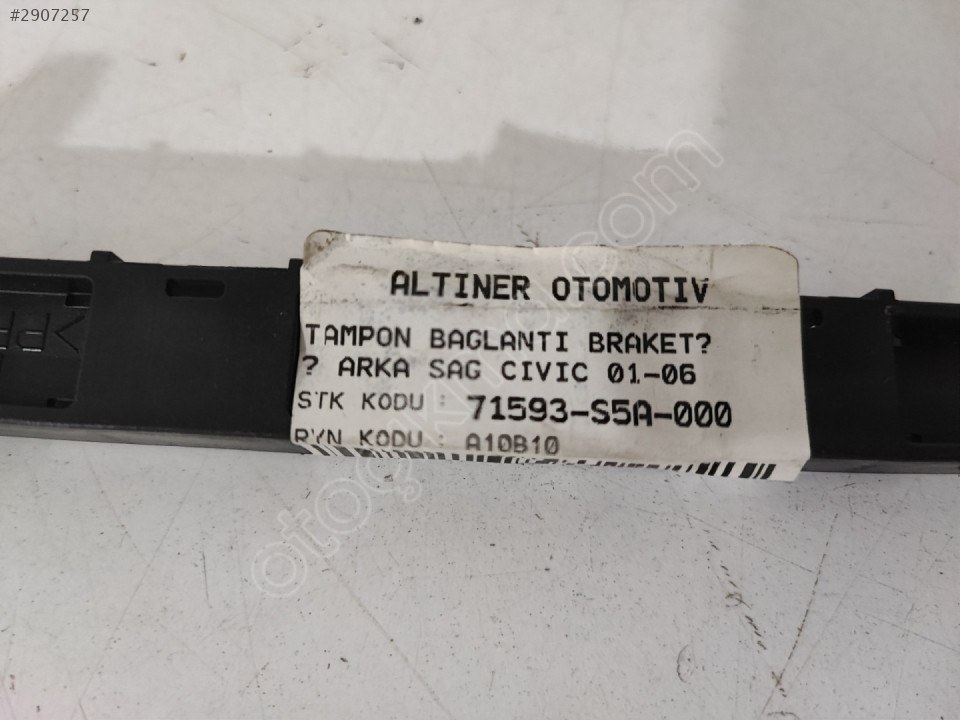 #2907257
ALTINER OTOMOTIV
TAMPON BAGLANTI BRAKET?
? ARKA SAG CIVIC 01-06
STK KODU : 71593-S5A-000
RYN KODU : A10B10